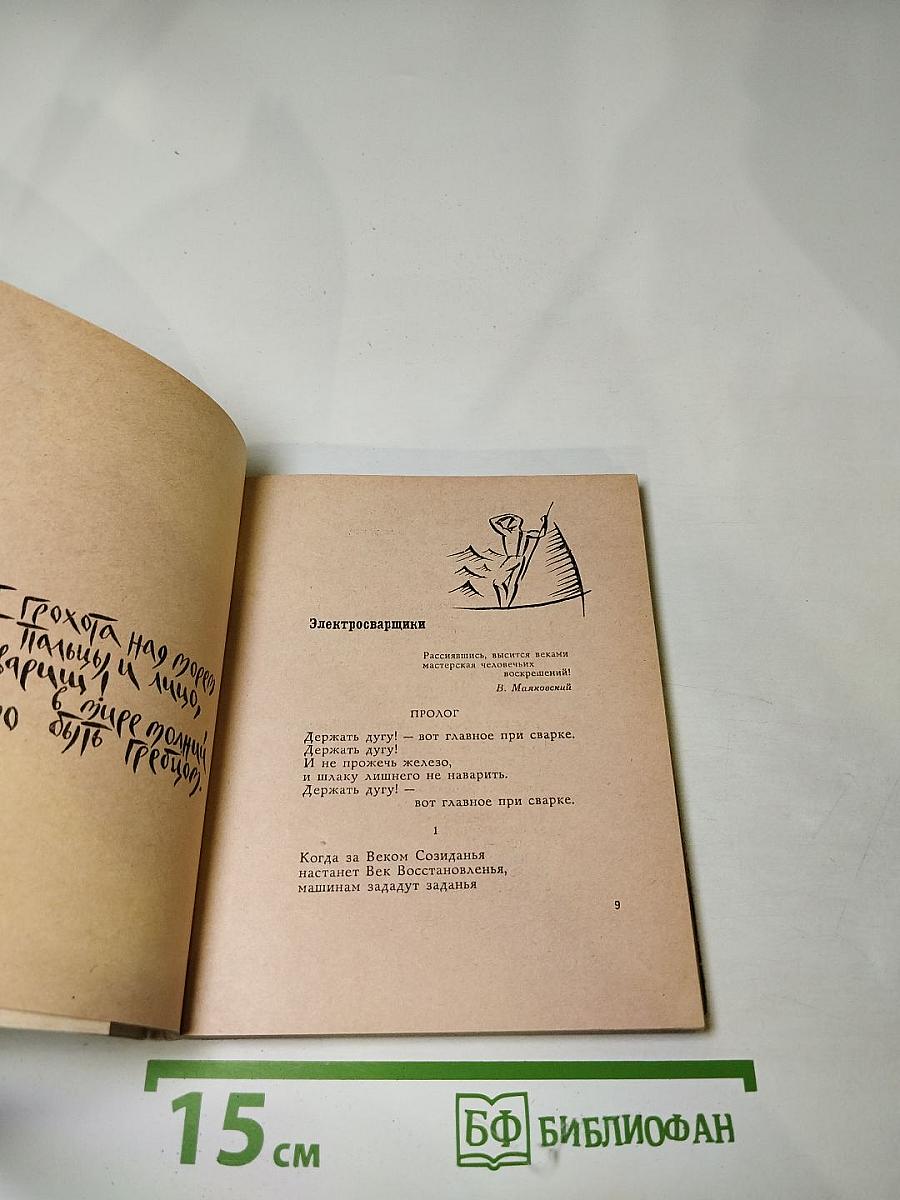 грохота над морем
пальцы и лицо,
в мире молний
быть гребцом.
Электросварщики
Рассиявшись, высится веками
мастерская человечьих
воскрешений!
В. Маяковский
ПРОЛОГ
Держать дугу! — вот главное при сварке.
Держать дугу!
И не прожечь железо,
и шлаку лишнего не наварить.
Держать дугу! —
вот главное при сварке.
1
Когда за Веком Созиданья
настанет Век Восстановленья,
машинам зададут заданья
9
15 см
БФ БИБЛИОФАН